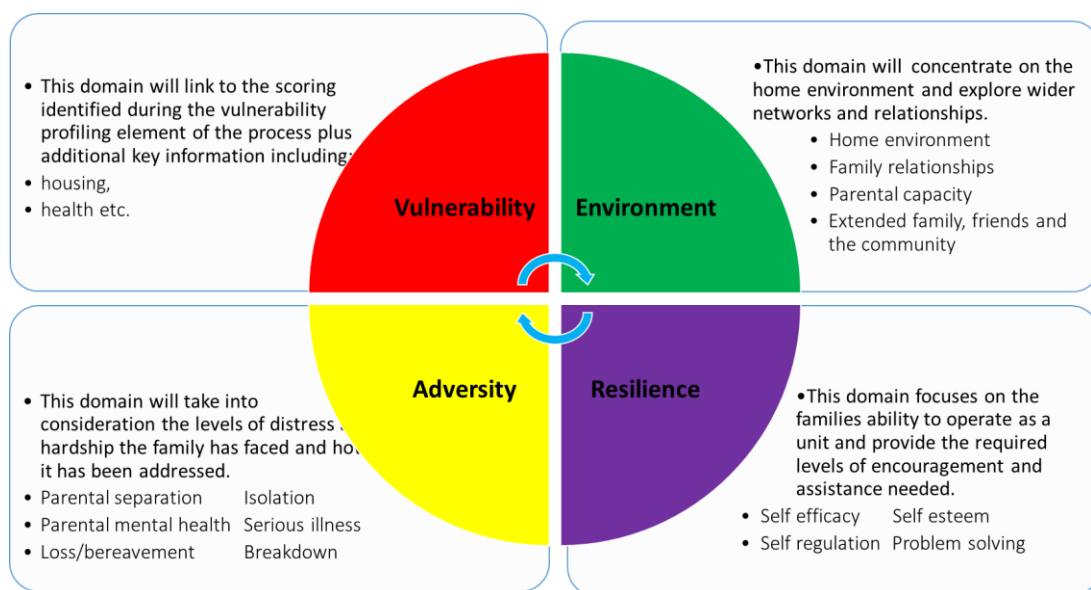 • This domain will link to the scoring
identified during the vulnerability
profiling element of the process plus
additional key information including:
• housing,
• health etc.
Vulnerability
Environment
•This domain will concentrate on the
home environment and explore wider
networks and relationships.
• Home environment
• Family relationships
• Parental capacity
• Extended family, friends and
the community
• This domain will take into
consideration the levels of distress
hardship the family has faced and
it has been addressed.
• Parental separation Isolation
• Parental mental health Serious illness
• Loss/bereavement Breakdown
Adversity
Resilience
•This domain focuses on the
families ability to operate as a
unit and provide the required
levels of encouragement and
assistance needed.
• Self efficacy Self esteem
• Self regulation Problem solving